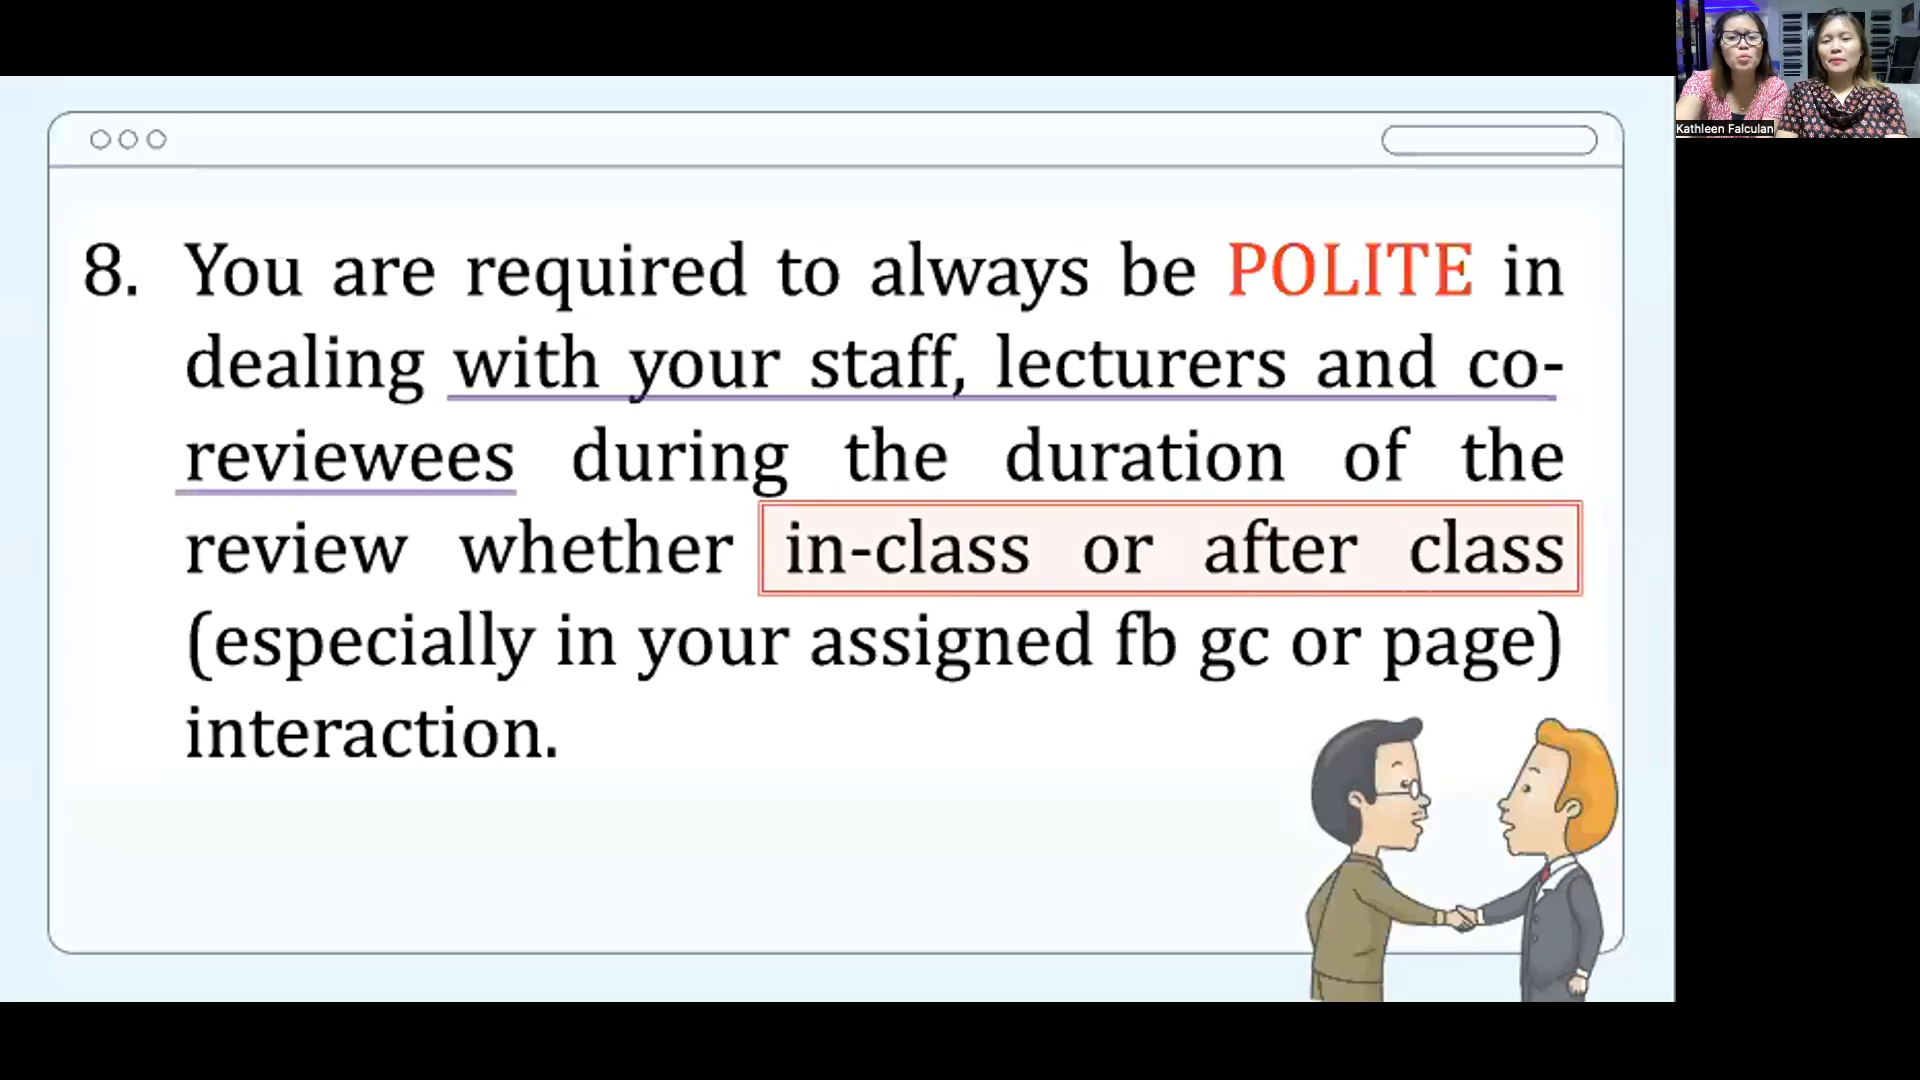 8. You are required to always be POLITE in
dealing with your staff, lecturers and co-
reviewees during the duration of the
review whether in-class or after class
(especially in your assigned fb gc or page)
interaction.
Kathleen Falculan